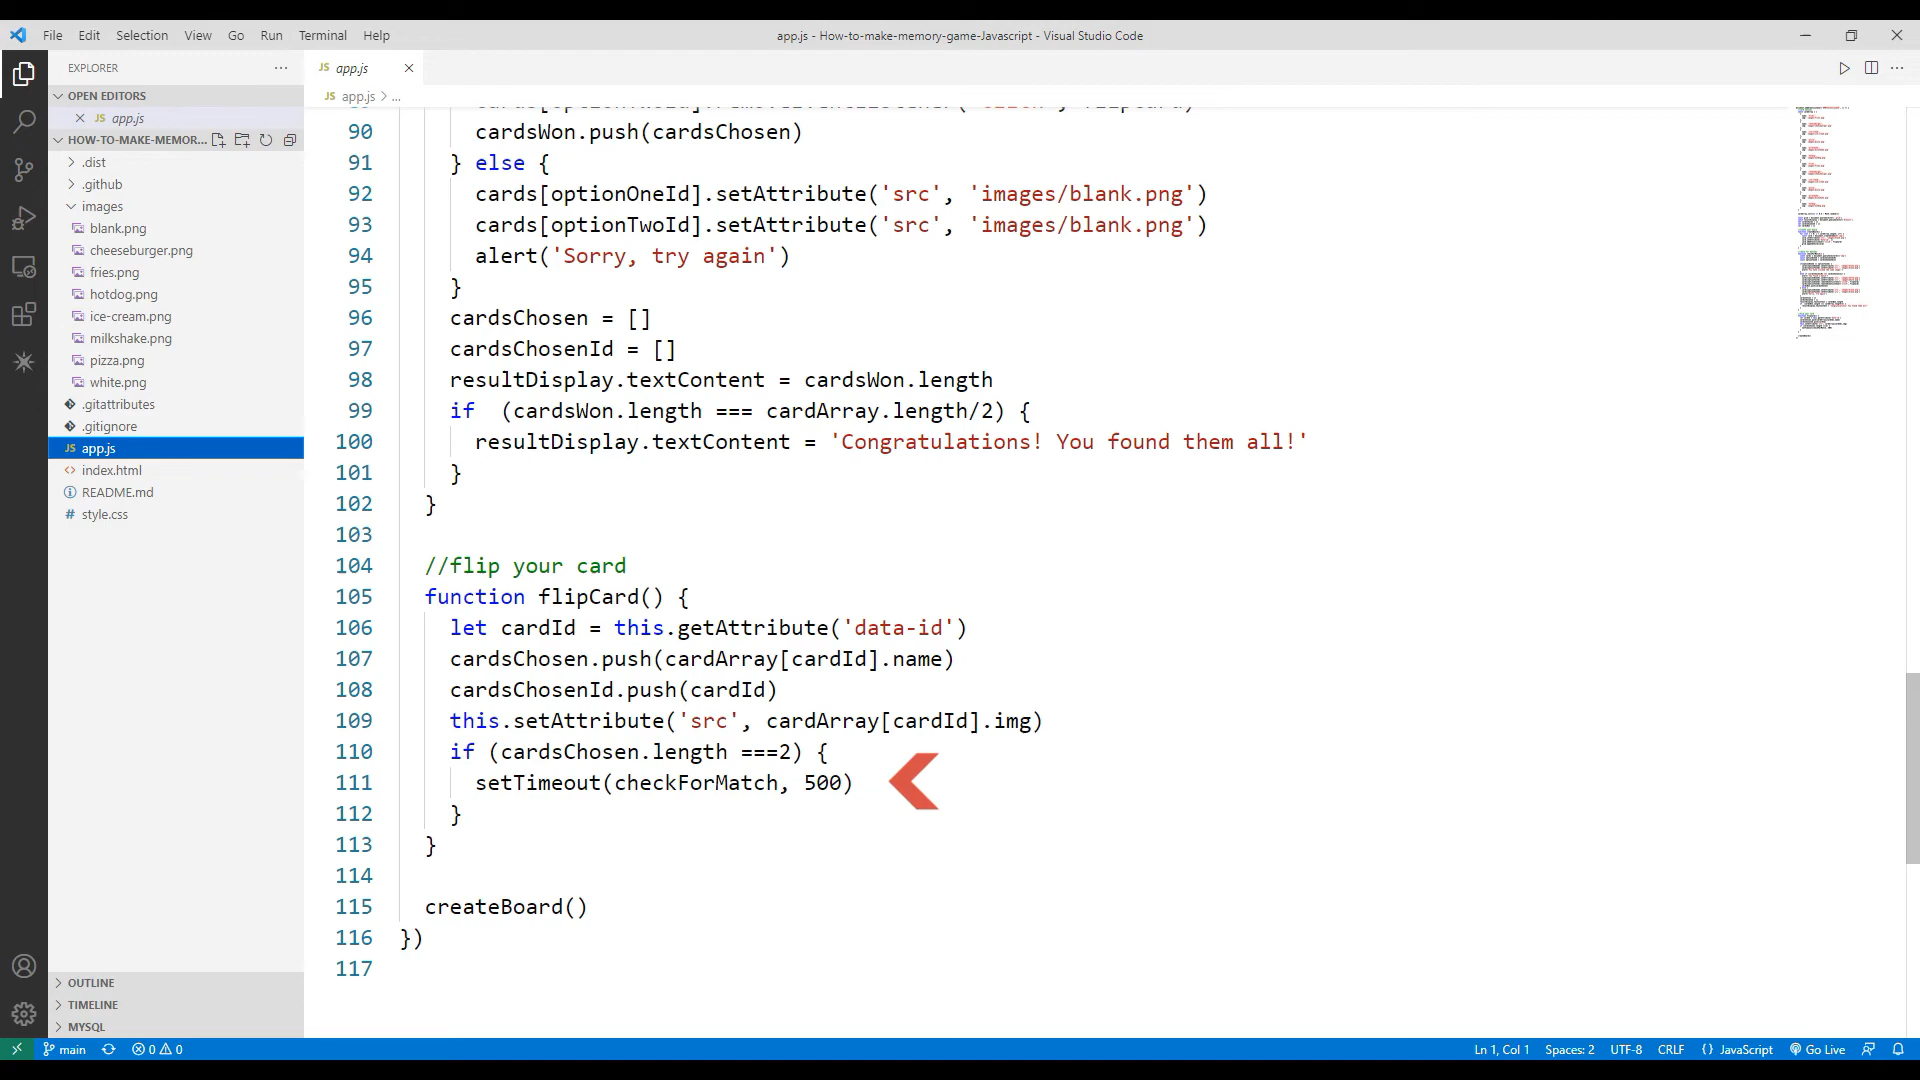 File Edit Selection View Go Run Terminal Help
app.js - How-to-make-memory-game-Javascript - Visual Studio Code
EXPLORER
OPEN EDITORS
JS app.js
HOW-TO-MAKE-MEMOR...
.dist
.github
images
blank.png
cheeseburger.png
fries.png
hotdog.png
ice-cream.png
milkshake.png
pizza.png
white.png
.gitattributes
.gitignore
JS app.js
<> index.html
README.md
# style.css
OUTLINE
TIMELINE
MYSQL
JS app.js
JS app.js > ...
90 cardsWon.push(cardsChosen)
91 } else {
92 cards[optionOneId].setAttribute('src', 'images/blank.png')
93 cards[optionTwoId].setAttribute('src', 'images/blank.png')
94 alert('Sorry, try again')
95 }
96 cardsChosen = []
97 cardsChosenId = []
98 resultDisplay.textContent = cardsWon.length
99 if  (cardsWon.length === cardArray.length/2) {
100 resultDisplay.textContent = 'Congratulations! You found them all!'
101 }
102 }
103
104 //flip your card
105 function flipCard() {
106 let cardId = this.getAttribute('data-id')
107 cardsChosen.push(cardArray[cardId].name)
108 cardsChosenId.push(cardId)
109 this.setAttribute('src', cardArray[cardId].img)
110 if (cardsChosen.length ===2) {
111 setTimeout(checkForMatch, 500)
112 }
113 }
114
115 createBoard()
116 })
117
main 0 0
Ln 1, Col 1 Spaces: 2 UTF-8 CRLF {} JavaScript Go Live